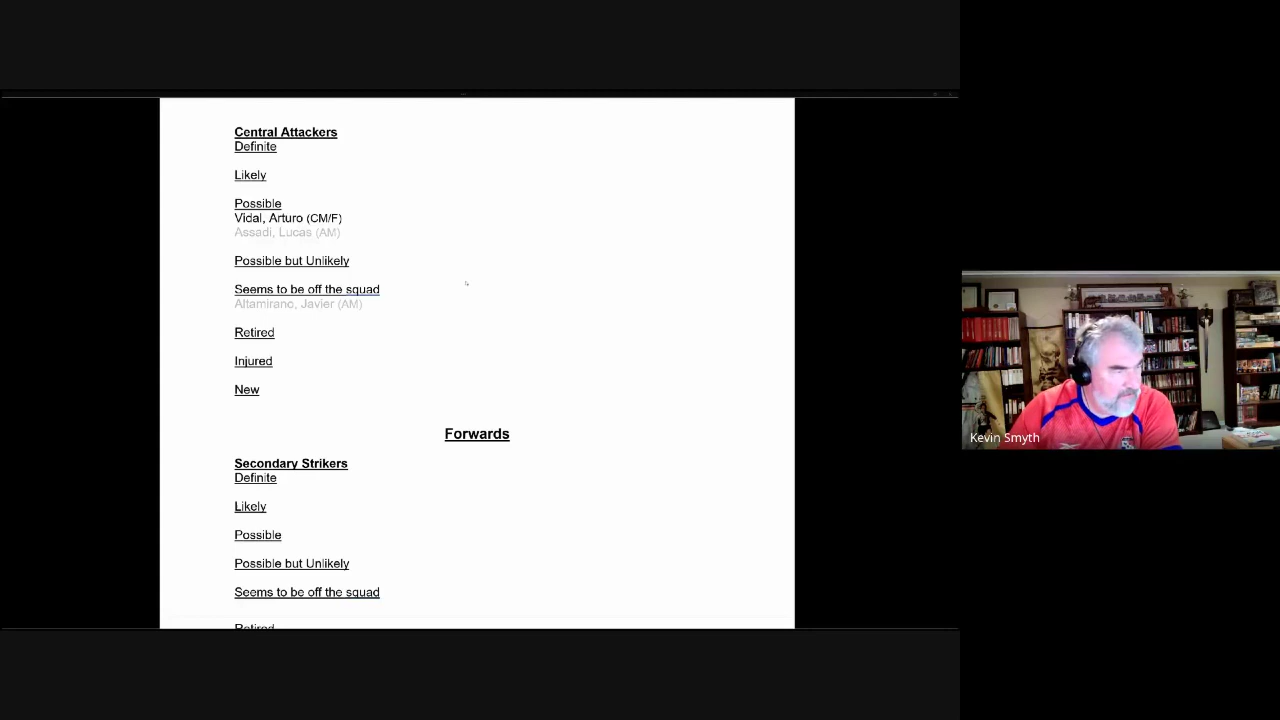 Central Attackers
Definite
Likely
Possible
Vidal, Arturo (CM/F)
Assadi, Lucas (AM)
Possible but Unlikely
Seems to be off the squad
Altamirano, Javier (AM)
Retired
Injured
New
Forwards
Secondary Strikers
Definite
Likely
Possible
Possible but Unlikely
Seems to be off the squad
Retired
Kevin Smyth